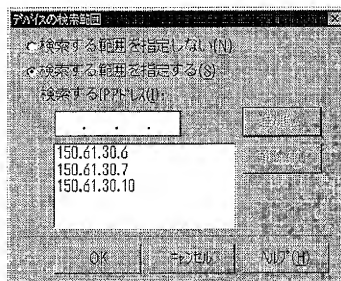 ﾃﾞﾊﾞｲｽの検索範囲
検索する範囲を指定しない(N)
検索する範囲を指定する(S)
検索するIPｱﾄﾞﾚｽ(I):
. . .
150.61.30.6
150.61.30.7
150.61.30.10
OK
ｷｬﾝｾﾙ
ﾍﾙﾌﾟ(H)